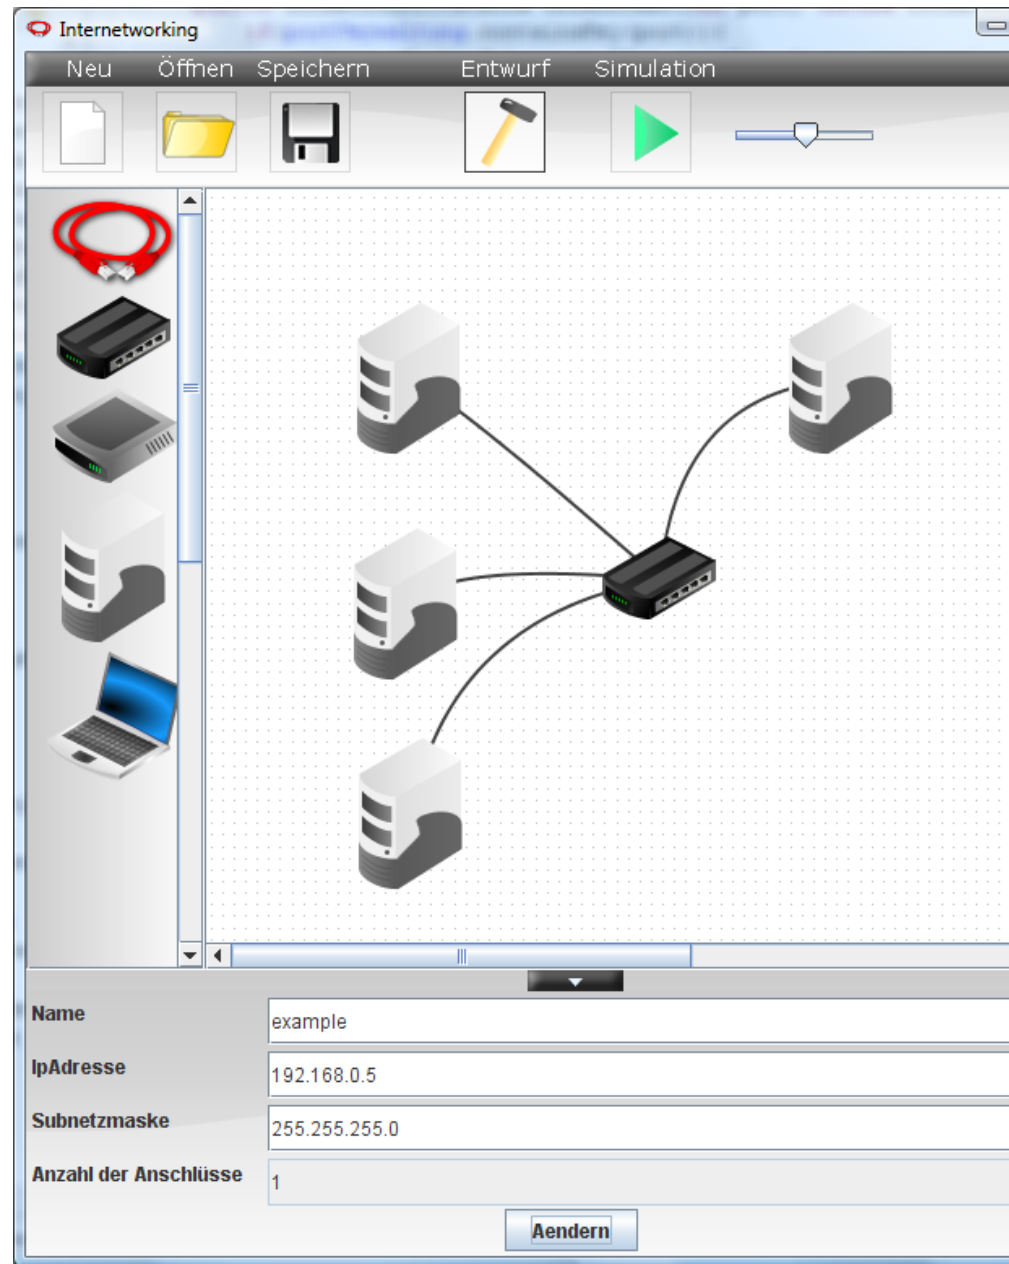 Internetworking
Neu Öffnen Speichern Entwurf Simulation
Name
example
IpAdresse
192.168.0.5
Subnetzmaske
255.255.255.0
Anzahl der Anschlüsse
1
Aendern